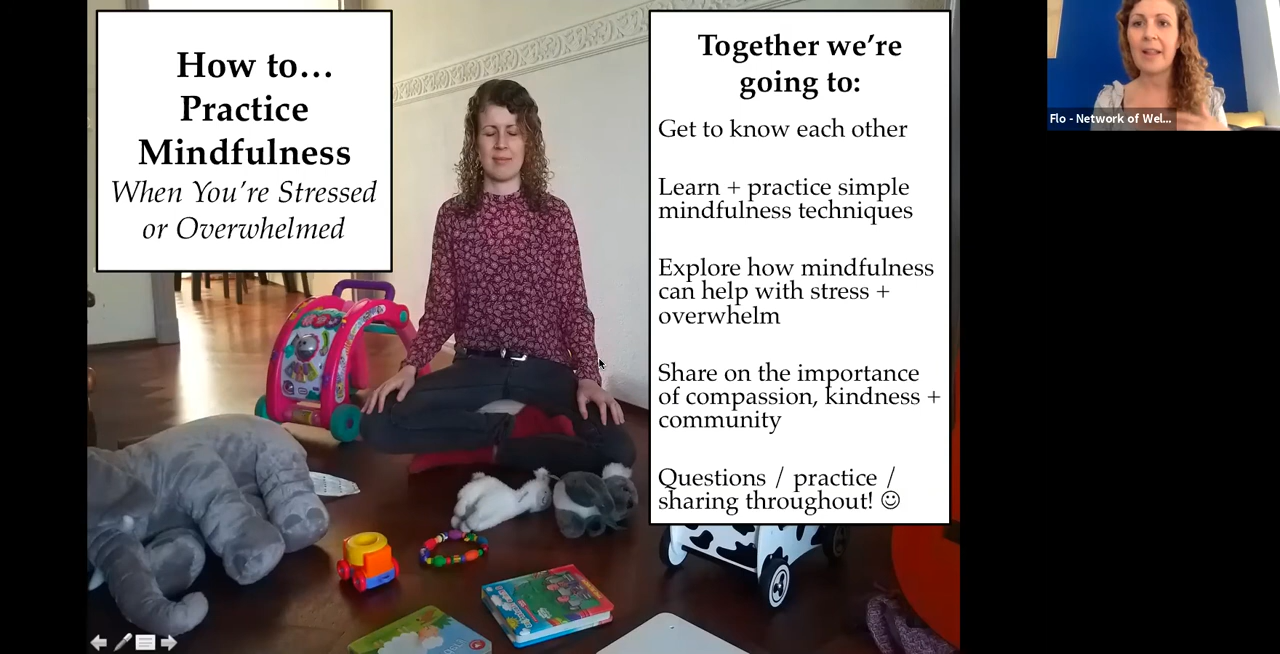 How to…
Practice
Mindfulness
When You’re Stressed
or Overwhelmed
Together we’re
going to:
Get to know each other
Learn + practice simple
mindfulness techniques
Explore how mindfulness
can help with stress +
overwhelm
Share on the importance
of compassion, kindness +
community
Questions / practice /
sharing throughout! ☺
Flo - Network of Wel...